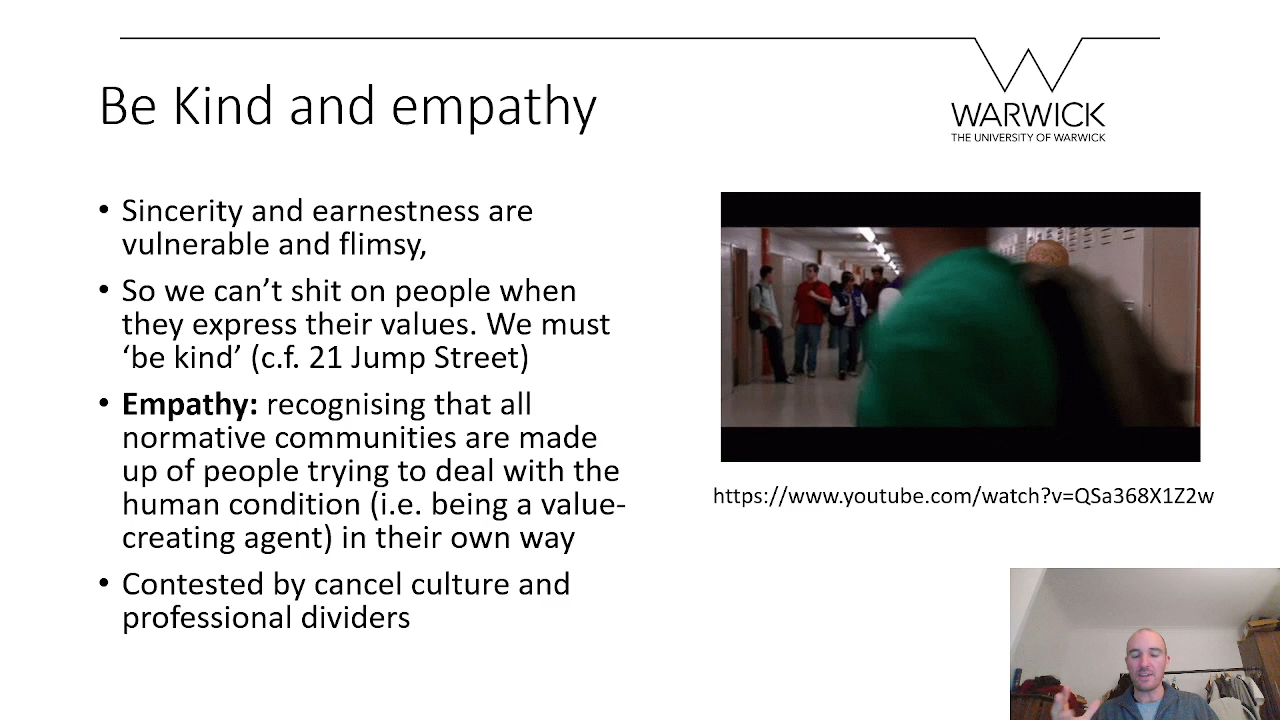 Be Kind and empathy
WARWICK
THE UNIVERSITY OF WARWICK
• Sincerity and earnestness are
vulnerable and flimsy,
• So we can’t shit on people when
they express their values. We must
‘be kind’ (c.f. 21 Jump Street)
• Empathy: recognising that all
normative communities are made
up of people trying to deal with the
human condition (i.e. being a value-
creating agent) in their own way
• Contested by cancel culture and
professional dividers
https://www.youtube.com/watch?v=QSa368X1Z2w